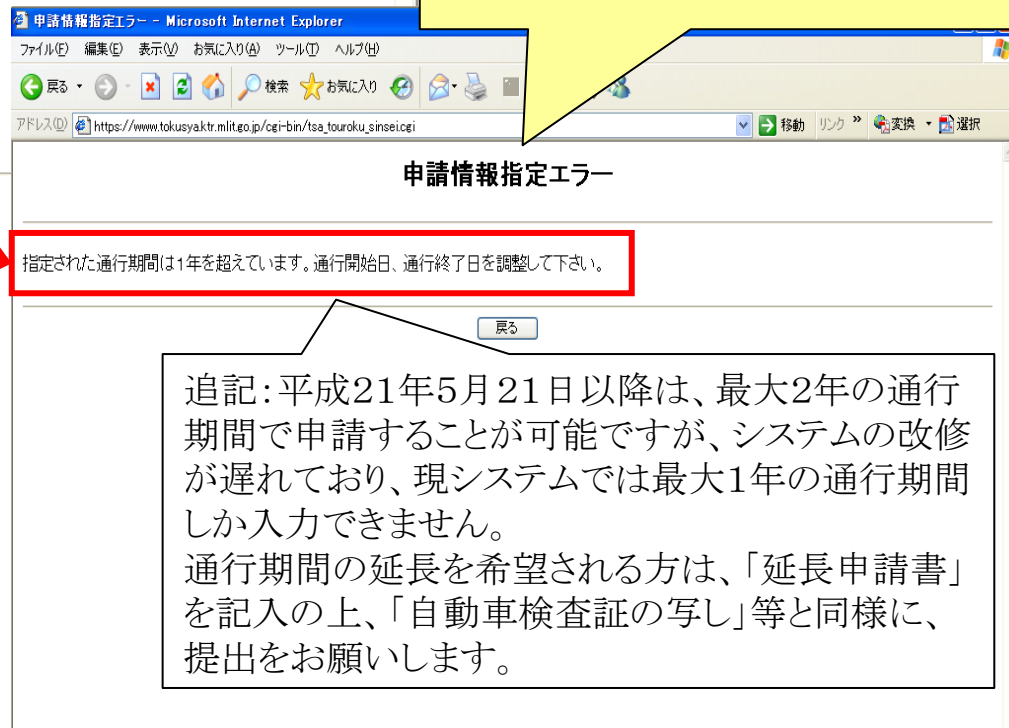 申請情報指定エラー - Microsoft Internet Explorer
ファイル(F) 編集(E) 表示(V) お気に入り(A) ツール(T) ヘルプ(H)
戻る 検索 お気に入り
アドレス(D) https://www.tokusya.ktr.mlit.go.jp/cgi-bin/tsa_touroku_sinsei.cgi 移動 リンク » 変換 選択
申請情報指定エラー
指定された通行期間は1年を超えています。通行開始日、通行終了日を調整して下さい。
戻る
追記:平成21年5月21日以降は、最大2年の通行
期間で申請することが可能ですが、システムの改修
が遅れており、現システムでは最大1年の通行期間
しか入力できません。
通行期間の延長を希望される方は、「延長申請書」
を記入の上、「自動車検査証の写し」等と同様に、
提出をお願いします。